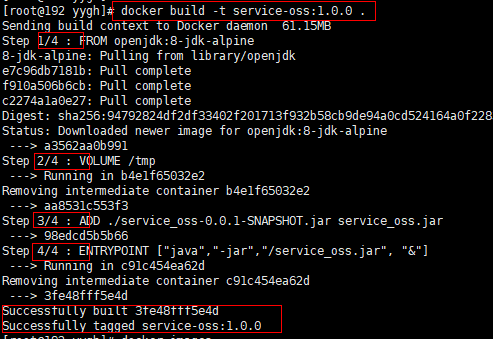 [root@192 yygh]# docker build -t service-oss:1.0.0 .
Sending build context to Docker daemon  61.15MB
Step 1/4 : FROM openjdk:8-jdk-alpine
8-jdk-alpine: Pulling from library/openjdk
e7c96db7181b: Pull complete
f910a506b6cb: Pull complete
c2274a1a0e27: Pull complete
Digest: sha256:94792824df2df33402f201713f932b58cb9de94a0cd524164a0f228
Status: Downloaded newer image for openjdk:8-jdk-alpine
 ---> a3562aa0b991
Step 2/4 : VOLUME /tmp
 ---> Running in b4e1f65032e2
Removing intermediate container b4e1f65032e2
 ---> aa8531c553f3
Step 3/4 : ADD ./service_oss-0.0.1-SNAPSHOT.jar service_oss.jar
 ---> 98edcd5b5b66
Step 4/4 : ENTRYPOINT ["java","-jar","/service_oss.jar", "&"]
 ---> Running in c91c454ea62d
Removing intermediate container c91c454ea62d
 ---> 3fe48fff5e4d
Successfully built 3fe48fff5e4d
Successfully tagged service-oss:1.0.0
[root@192 yygh]# docker images